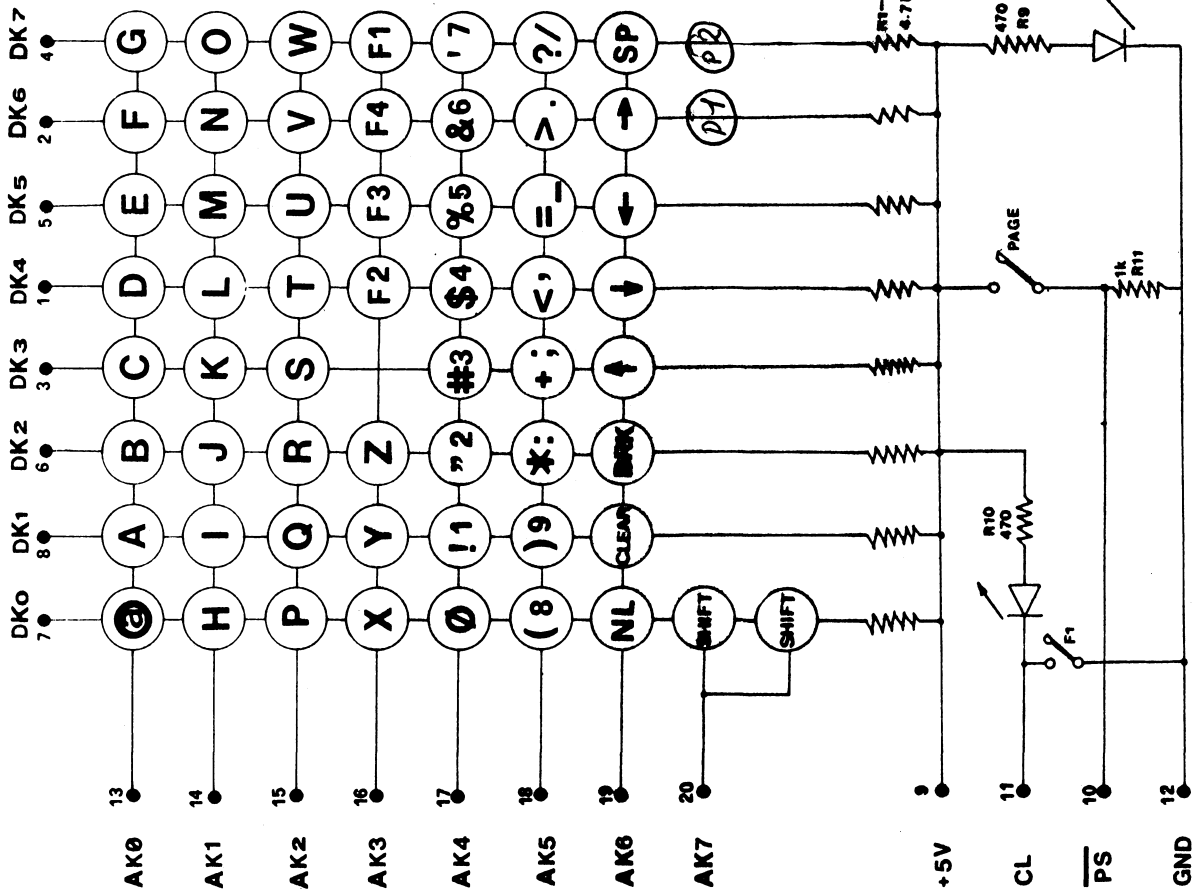 DK7 DK6 DK5 DK4 DK3 DK2 DK1 DK0
4 2 5 1 3 6 8 7
13 AK0 @ A B C D E F G
14 AK1 H I J K L M N O
15 AK2 P Q R S T U V W
16 AK3 X Y Z F2 F3 F4 F1
17 AK4 Ø !1 "2 #3 $4 %5 &6 '7
18 AK5 (8 )9 *: +; <, =_ >. ?/
19 AK6 NL CLEAR BRK ↑ ↓ ← → SP
20 AK7 SHIFT P1 P2
SHIFT
R1-
4.7
9 +5V
470
R9
R10
470
PAGE
11 CL
F1
1k
R11
10 PS
12 GND